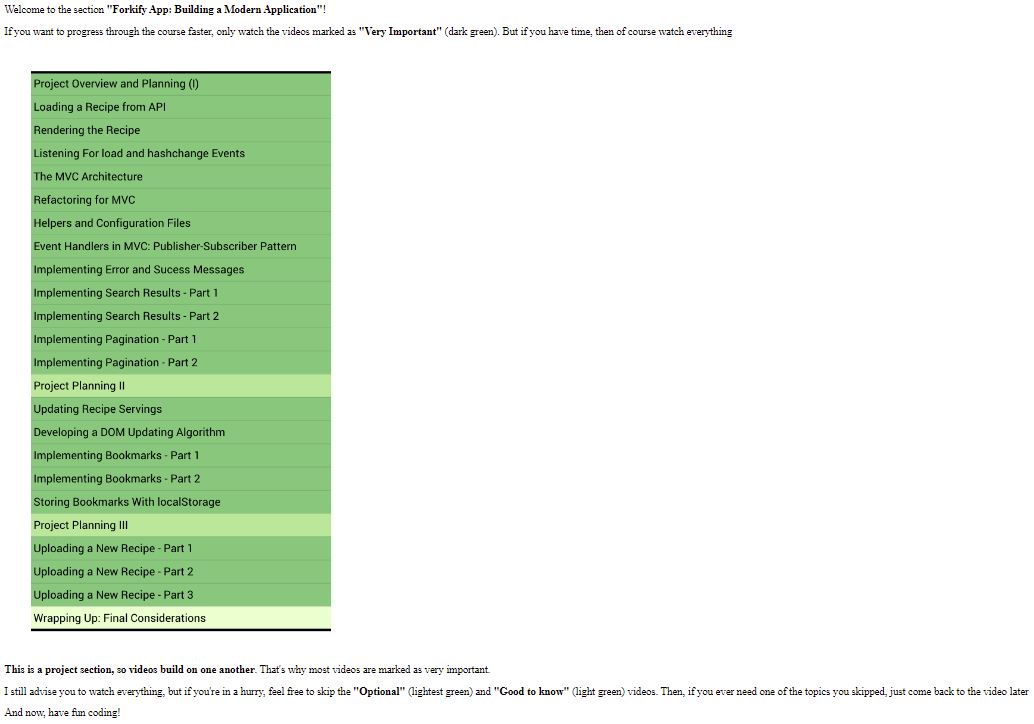 Welcome to the section "Forkify App: Building a Modern Application"!
If you want to progress through the course faster, only watch the videos marked as "Very Important" (dark green). But if you have time, then of course watch everything
Project Overview and Planning (I)
Loading a Recipe from API
Rendering the Recipe
Listening For load and hashchange Events
The MVC Architecture
Refactoring for MVC
Helpers and Configuration Files
Event Handlers in MVC: Publisher-Subscriber Pattern
Implementing Error and Sucess Messages
Implementing Search Results - Part 1
Implementing Search Results - Part 2
Implementing Pagination - Part 1
Implementing Pagination - Part 2
Project Planning II
Updating Recipe Servings
Developing a DOM Updating Algorithm
Implementing Bookmarks - Part 1
Implementing Bookmarks - Part 2
Storing Bookmarks With localStorage
Project Planning III
Uploading a New Recipe - Part 1
Uploading a New Recipe - Part 2
Uploading a New Recipe - Part 3
Wrapping Up: Final Considerations
This is a project section, so videos build on one another. That's why most videos are marked as very important.
I still advise you to watch everything, but if you're in a hurry, feel free to skip the "Optional" (lightest green) and "Good to know" (light green) videos. Then, if you ever need one of the topics you skipped, just come back to the video later
And now, have fun coding!